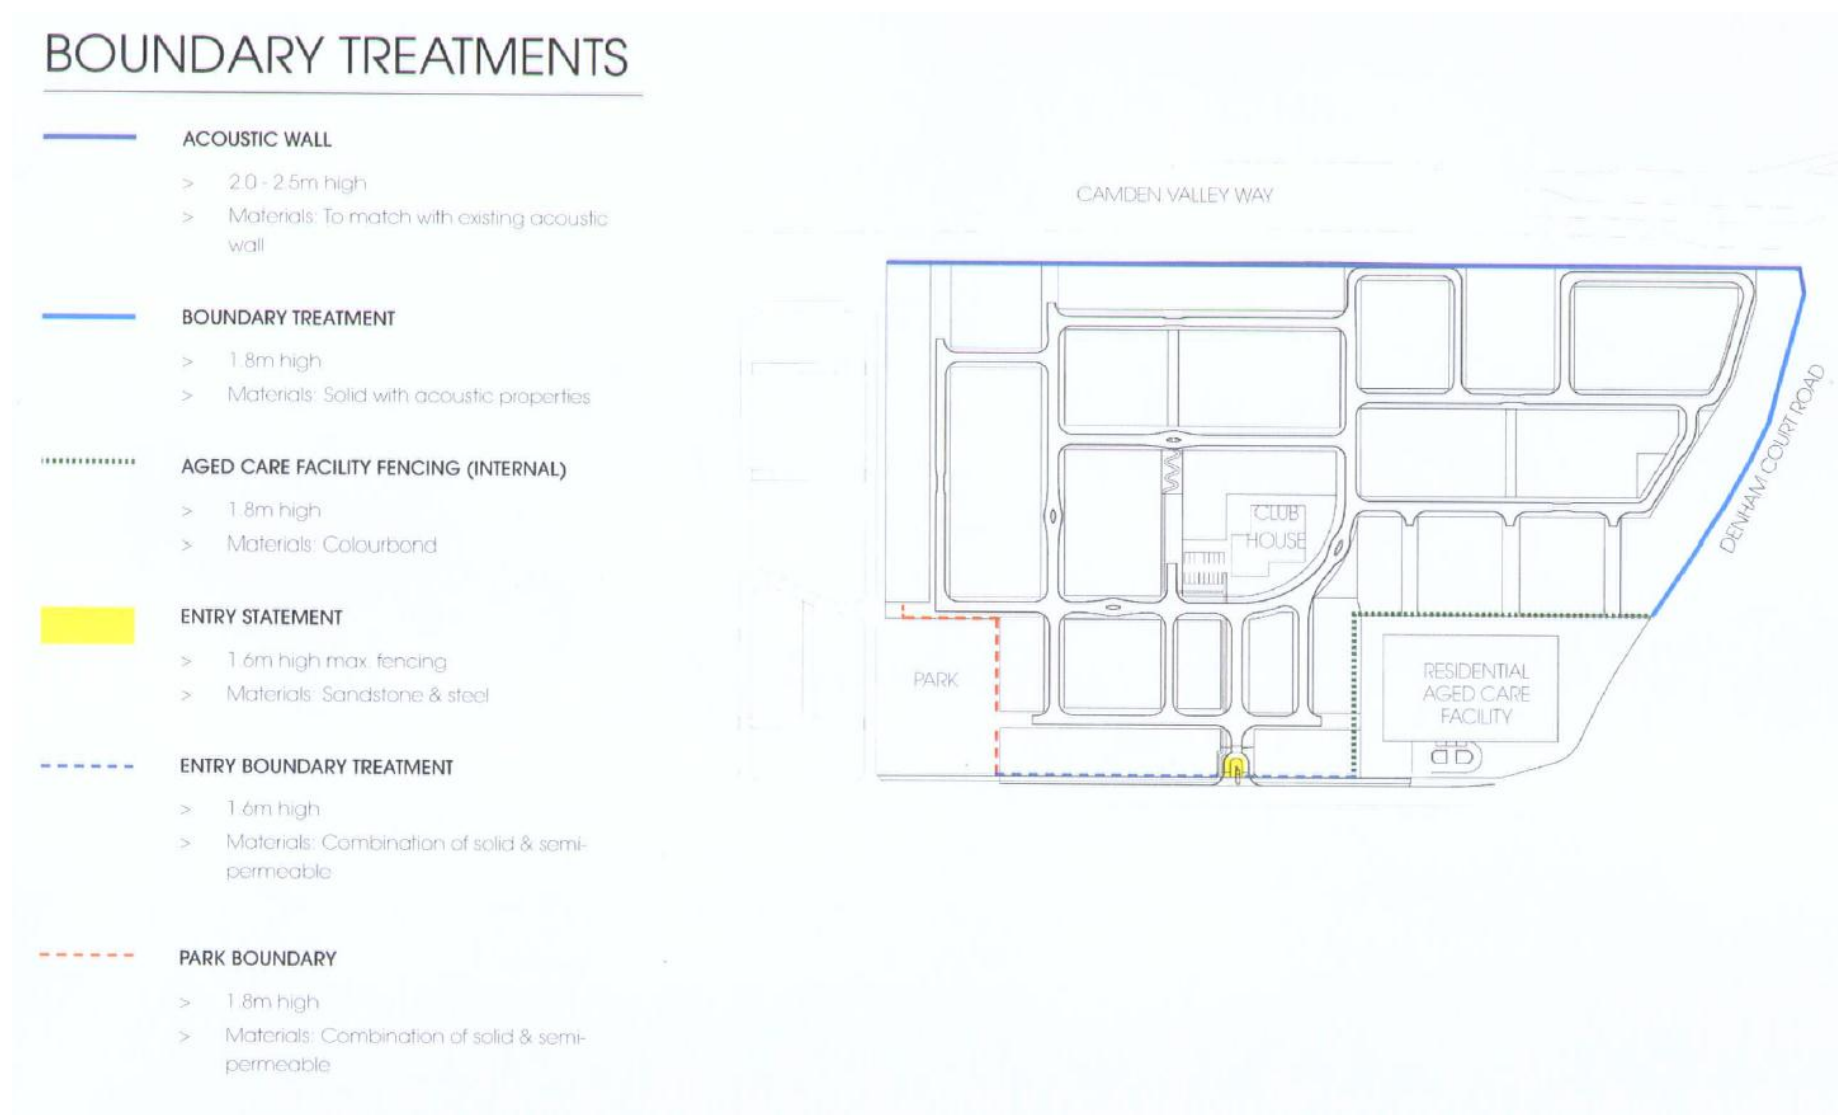 BOUNDARY TREATMENTS
ACOUSTIC WALL
> 2.0 - 2.5m high
> Materials: To match with existing acoustic
wall
BOUNDARY TREATMENT
> 1.8m high
> Materials: Solid with acoustic properties
AGED CARE FACILITY FENCING (INTERNAL)
> 1.8m high
> Materials: Colourbond
ENTRY STATEMENT
> 1.6m high max. fencing
> Materials: Sandstone & steel
ENTRY BOUNDARY TREATMENT
> 1.6m high
> Materials: Combination of solid & semi-
permeable
PARK BOUNDARY
> 1.8m high
> Materials: Combination of solid & semi-
permeable
CAMDEN VALLEY WAY
DENHAM COURT ROAD
CLUB
HOUSE
PARK
RESIDENTIAL
AGED CARE
FACILITY